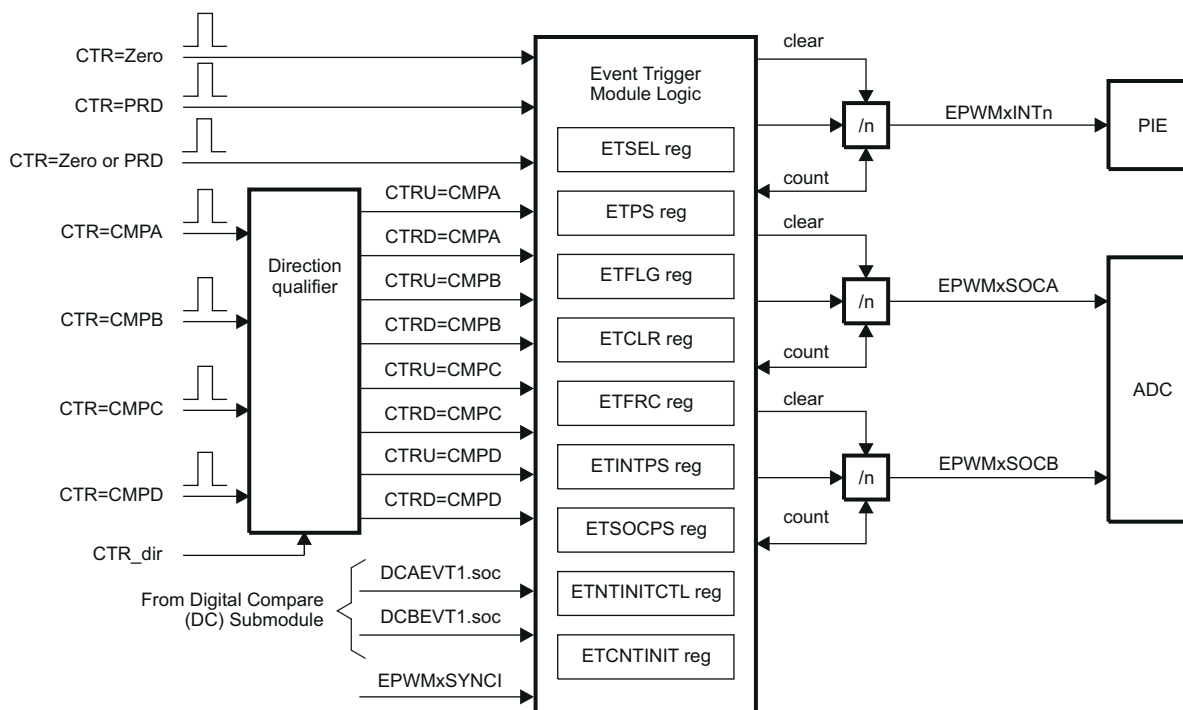 CTR=Zero
CTR=PRD
CTR=Zero or PRD
CTR=CMPA
CTR=CMPB
CTR=CMPC
CTR=CMPD
CTR_dir
Direction
qualifier
CTRU=CMPA
CTRD=CMPA
CTRU=CMPB
CTRD=CMPB
CTRU=CMPC
CTRD=CMPC
CTRU=CMPD
CTRD=CMPD
From Digital Compare
(DC) Submodule
DCAEVT1.soc
DCBEVT1.soc
EPWMxSYNCI
Event Trigger
Module Logic
ETSEL reg
ETPS reg
ETFLG reg
ETCLR reg
ETFRC reg
ETINTPS reg
ETSOCPS reg
ETNTINITCTL reg
ETCNTINIT reg
clear
/n
count
EPWMxINTn
PIE
clear
/n
count
EPWMxSOCA
clear
/n
count
EPWMxSOCB
ADC